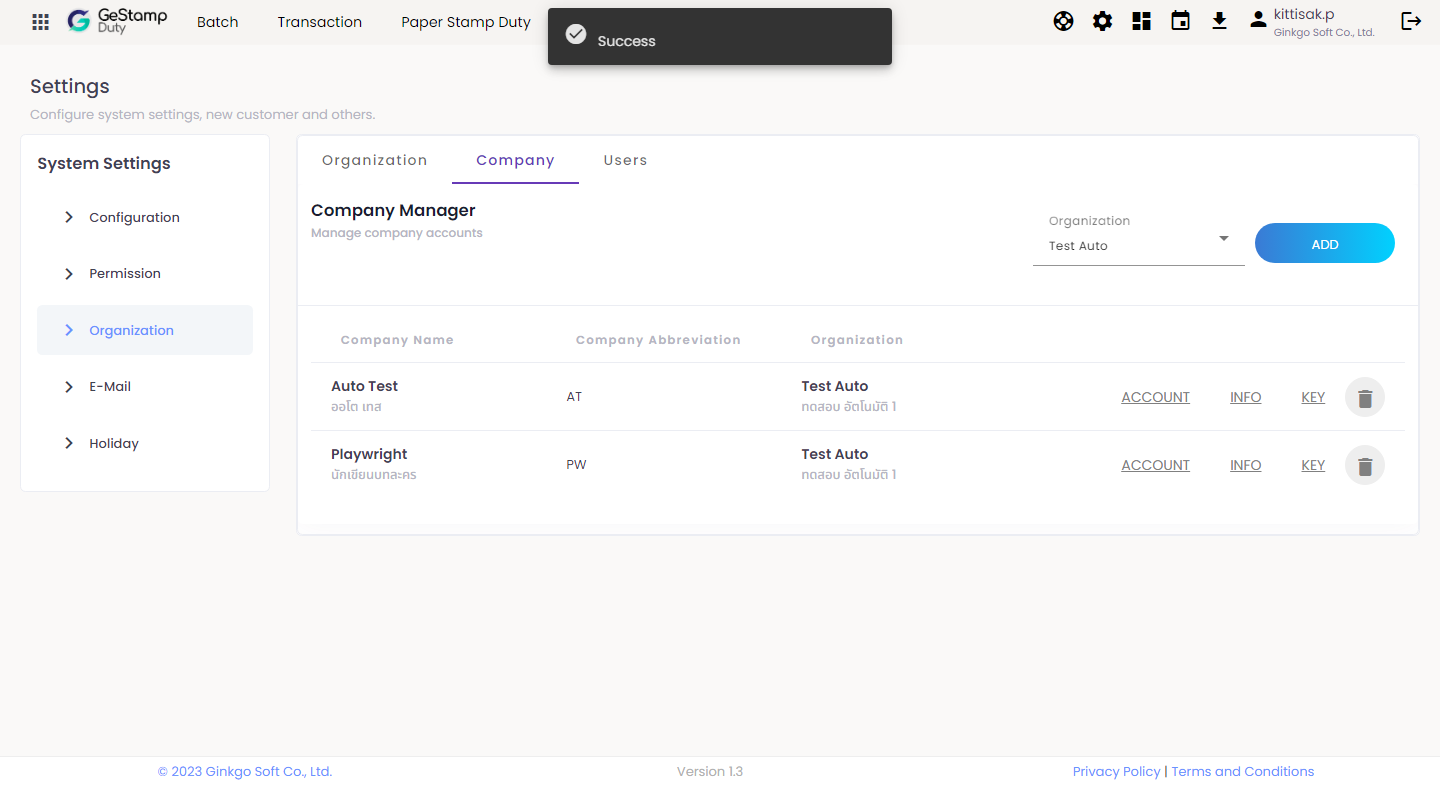 GeStamp
Duty
Batch
Transaction
Paper Stamp Duty
Success
kittisak.p
Ginkgo Soft Co., Ltd.
Settings
Configure system settings, new customer and others.
System Settings
Configuration
Permission
Organization
E-Mail
Holiday
Organization
Company
Users
Company Manager
Manage company accounts
Organization
Test Auto
ADD
Company Name
Company Abbreviation
Organization
Auto Test
ออโต เทส
AT
Test Auto
ทดสอบ อัตโนมัติ 1
ACCOUNT
INFO
KEY
Playwright
นักเขียนบทละคร
PW
Test Auto
ทดสอบ อัตโนมัติ 1
ACCOUNT
INFO
KEY
© 2023 Ginkgo Soft Co., Ltd.
Version 1.3
Privacy Policy | Terms and Conditions